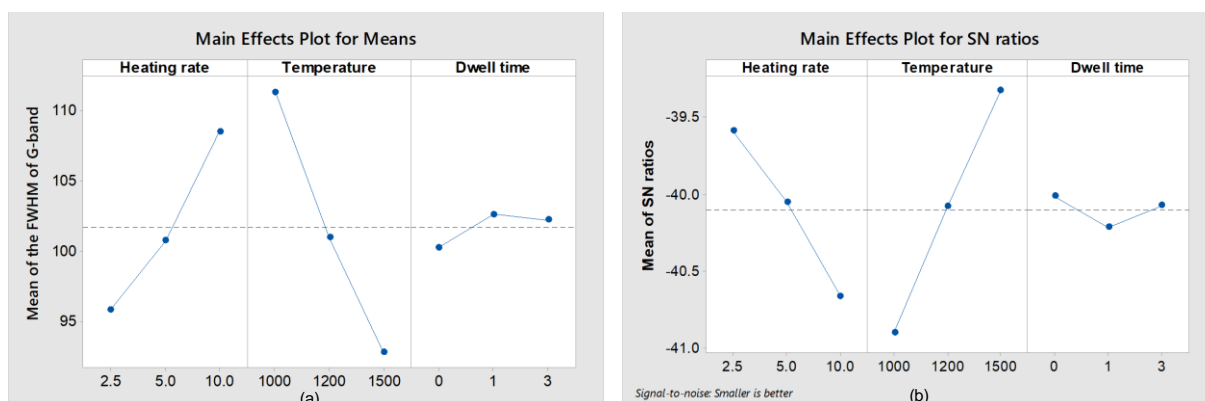 Main Effects Plot for Means
Heating rate Temperature Dwell time
Mean of the FWHM of G-band
110
105
100
95
2.5 5.0 10.0 1000 1200 1500 0 1 3
(a)
Main Effects Plot for SN ratios
Heating rate Temperature Dwell time
Mean of SN ratios
-39.5
-40.0
-40.5
-41.0
2.5 5.0 10.0 1000 1200 1500 0 1 3
Signal-to-noise: Smaller is better
(b)